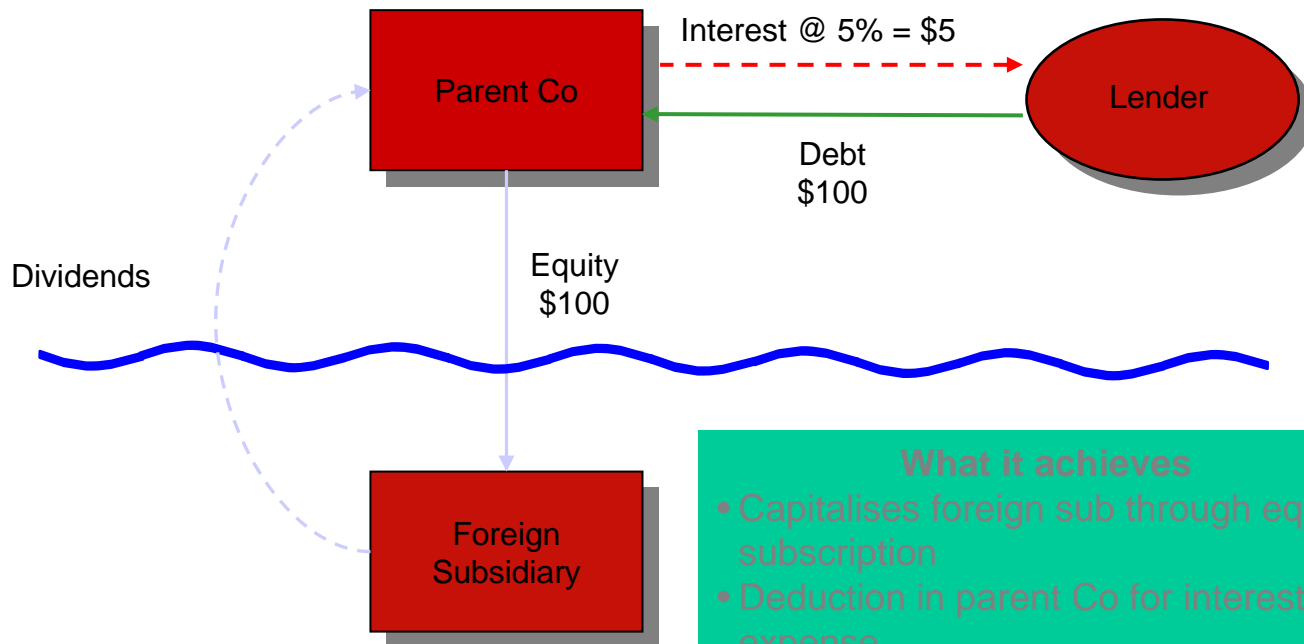 Interest @ 5% = $5
Parent Co
Lender
Debt
$100
Dividends
Equity
$100
Foreign
Subsidiary
What it achieves
• Capitalises foreign sub through
subscription
• Deduction in parent Co for interest
expense